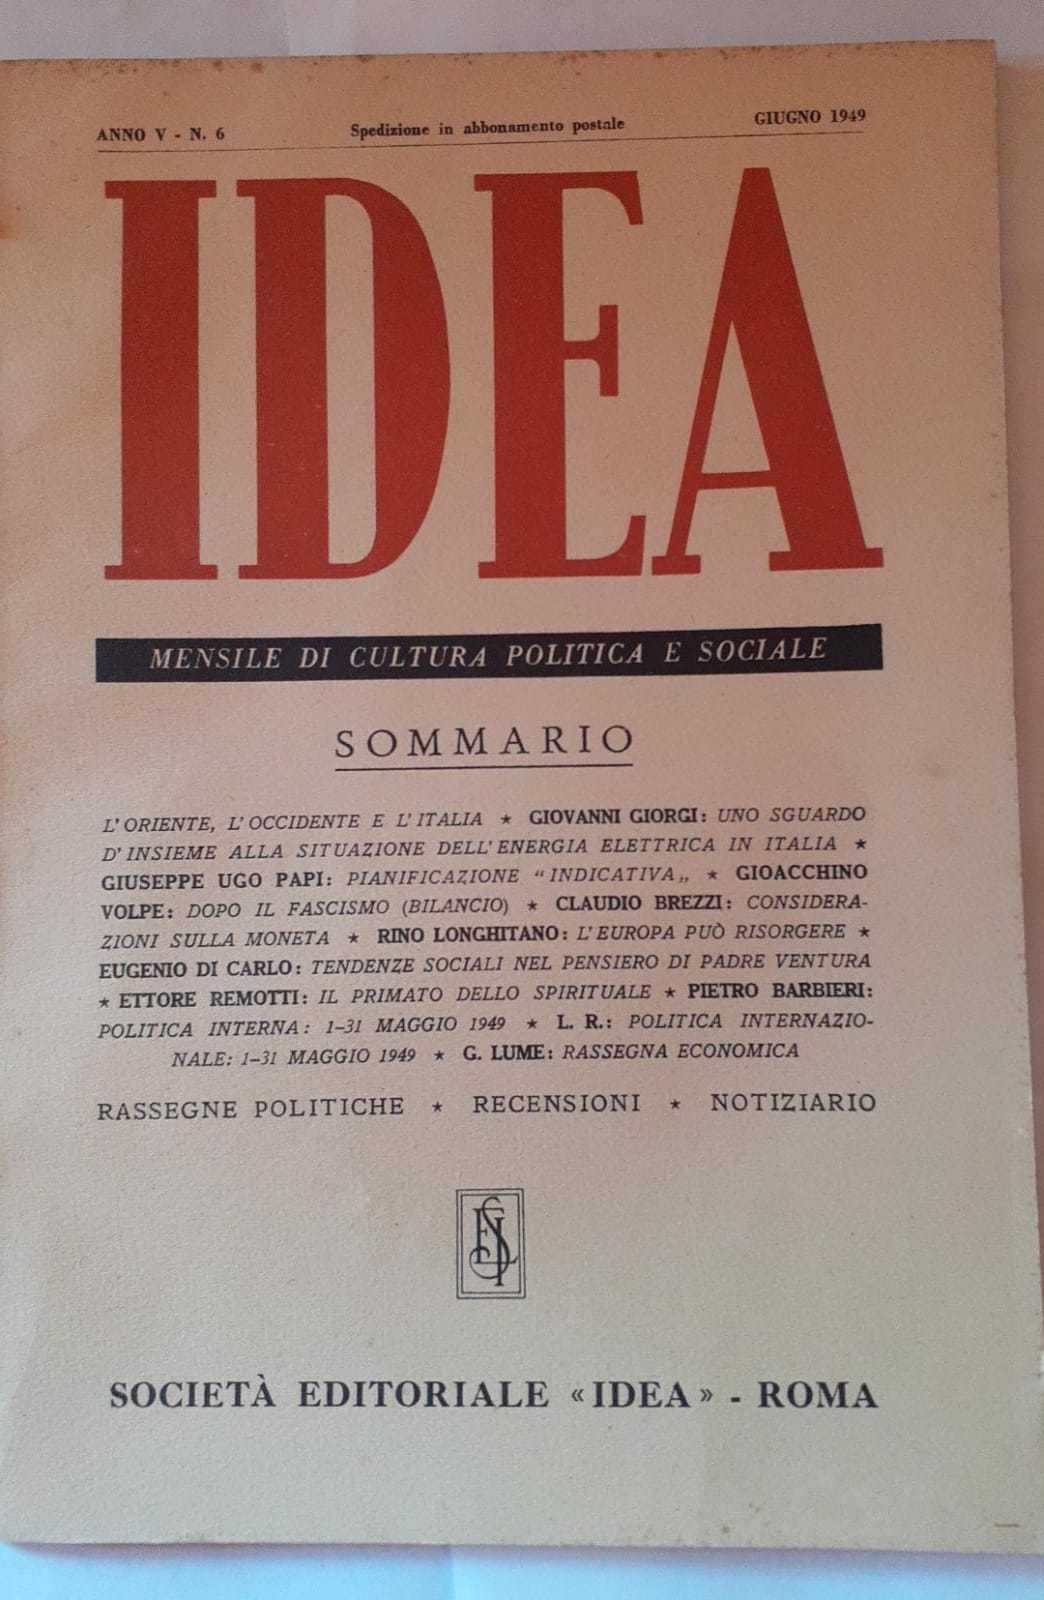 ANNO V - N. 6 Spedizione in abbonamento postale GIUGNO 1949
IDEA
MENSILE DI CULTURA POLITICA E SOCIALE
SOMMARIO
L'ORIENTE, L'OCCIDENTE E L'ITALIA ★ GIOVANNI GIORGI: UNO SGUARDO
D'INSIEME ALLA SITUAZIONE DELL'ENERGIA ELETTRICA IN ITALIA ★
GIUSEPPE UGO PAPI: PIANIFICAZIONE "INDICATIVA„ ★ GIOACCHINO
VOLPE: DOPO IL FASCISMO (BILANCIO) ★ CLAUDIO BREZZI: CONSIDERA-
ZIONI SULLA MONETA ★ RINO LONGHITANO: L'EUROPA PUÒ RISORGERE ★
EUGENIO DI CARLO: TENDENZE SOCIALI NEL PENSIERO DI PADRE VENTURA
★ ETTORE REMOTTI: IL PRIMATO DELLO SPIRITUALE ★ PIETRO BARBIERI:
POLITICA INTERNA: 1-31 MAGGIO 1949 ★ L. R.: POLITICA INTERNAZIO-
NALE: 1-31 MAGGIO 1949 ★ G. LUME: RASSEGNA ECONOMICA
RASSEGNE POLITICHE ★ RECENSIONI ★ NOTIZIARIO
SOCIETÀ EDITORIALE «IDEA» - ROMA